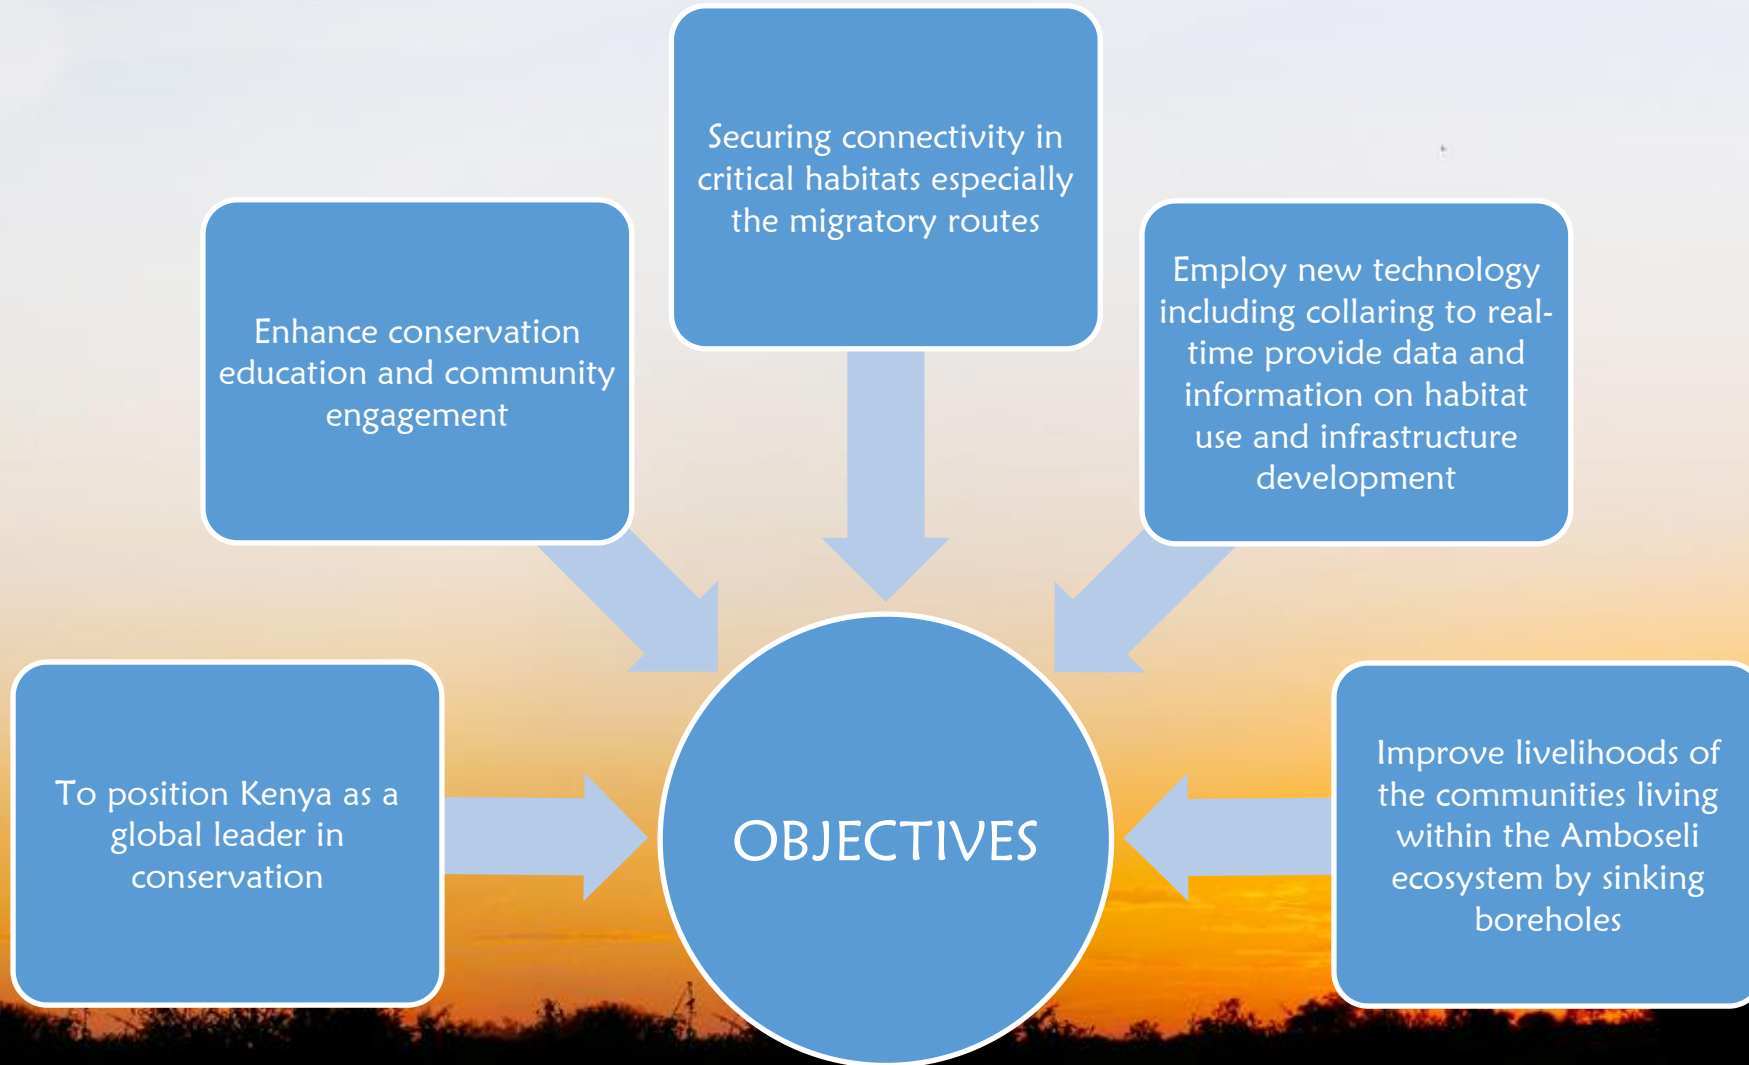 To position Kenya as a
global leader in
conservation
Enhance conservation
education and community
engagement
Securing connectivity in
critical habitats especially
the migratory routes
Employ new technology
including collaring to real-
time provide data and
information on habitat
use and infrastructure
development
Improve livelihoods of
the communities living
within the Amboseli
ecosystem by sinking
boreholes
OBJECTIVES